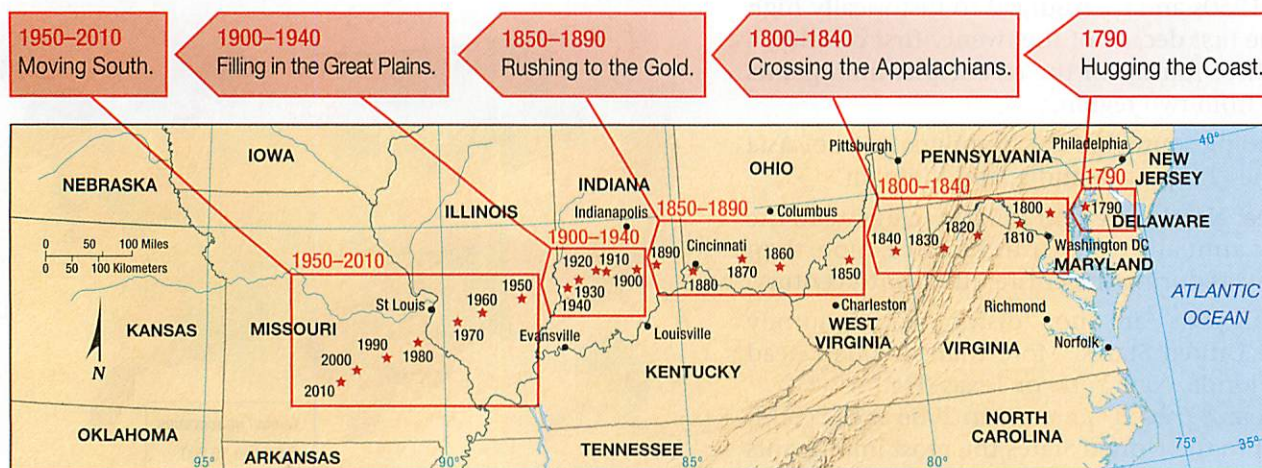 1950–2010
Moving South.
1900–1940
Filling in the Great Plains.
1850–1890
Rushing to the Gold.
1800–1840
Crossing the Appalachians.
1790
Hugging the Coast.
NEBRASKA
IOWA
ILLINOIS
INDIANA
Indianapolis
OHIO
Columbus
Pittsburgh
PENNSYLVANIA
Philadelphia
NEW
JERSEY
40°
1790
1790
DELAWARE
1800–1840
1800
1810
1820
1830
1840
Washington DC
MARYLAND
1850–1890
1890
Cincinnati
1880
1870
1860
1850
1900–1940
1920
1910
1900
1930
1940
0 50 100 Miles
0 50 100 Kilometers
1950–2010
1950
1960
1970
1980
1990
2000
2010
St Louis
N
KANSAS
MISSOURI
Evansville
Louisville
KENTUCKY
Charleston
WEST
VIRGINIA
Richmond
VIRGINIA
Norfolk
ATLANTIC
OCEAN
OKLAHOMA
ARKANSAS
TENNESSEE
NORTH
CAROLINA
95°
90°
85°
80°
75°
35°